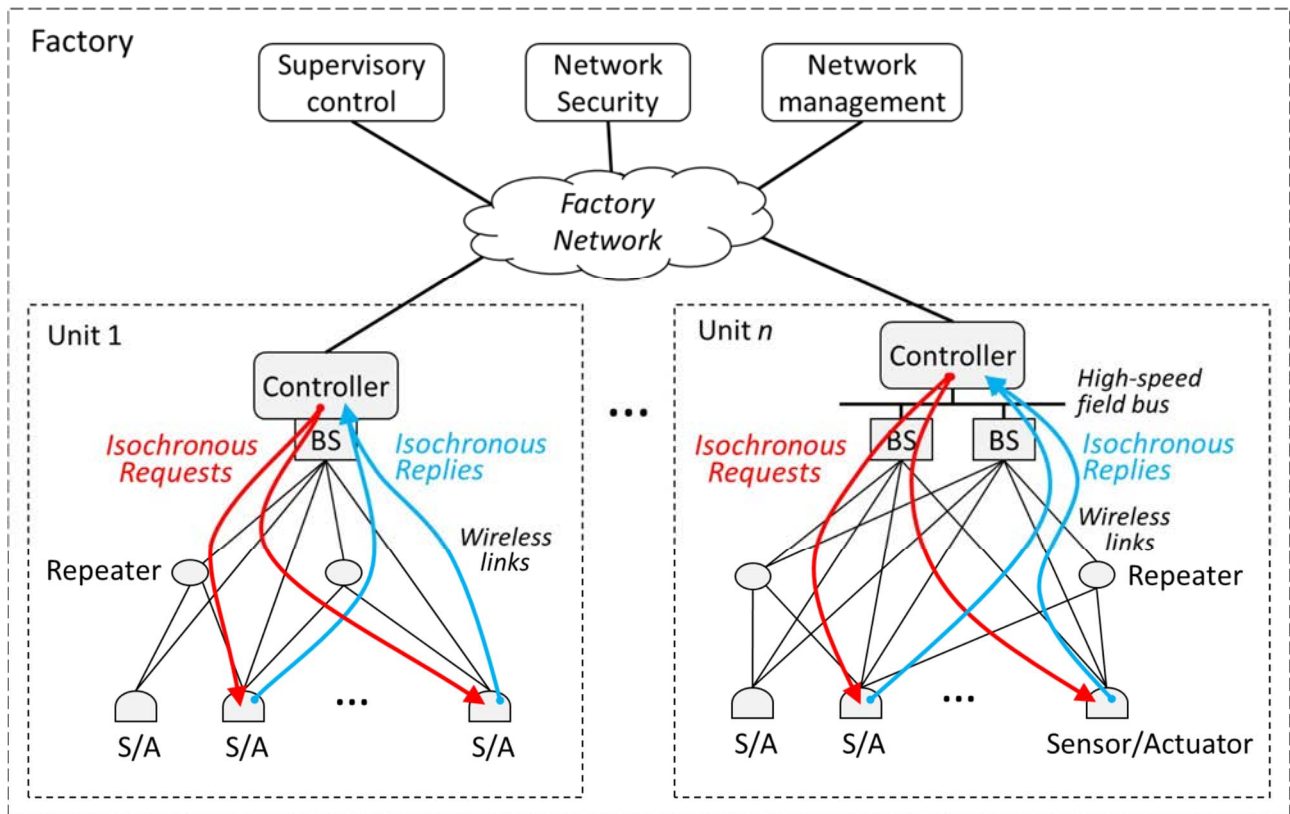 Factory
Supervisory
control
Network
Security
Network
management
Factory
Network
Unit 1
Controller
BS
Isochronous
Requests
Isochronous
Replies
Wireless
links
Repeater
S/A
S/A
...
S/A
...
Unit n
Controller
High-speed
field bus
BS
BS
Isochronous
Requests
Isochronous
Replies
Wireless
links
Repeater
S/A
S/A
...
Sensor/Actuator